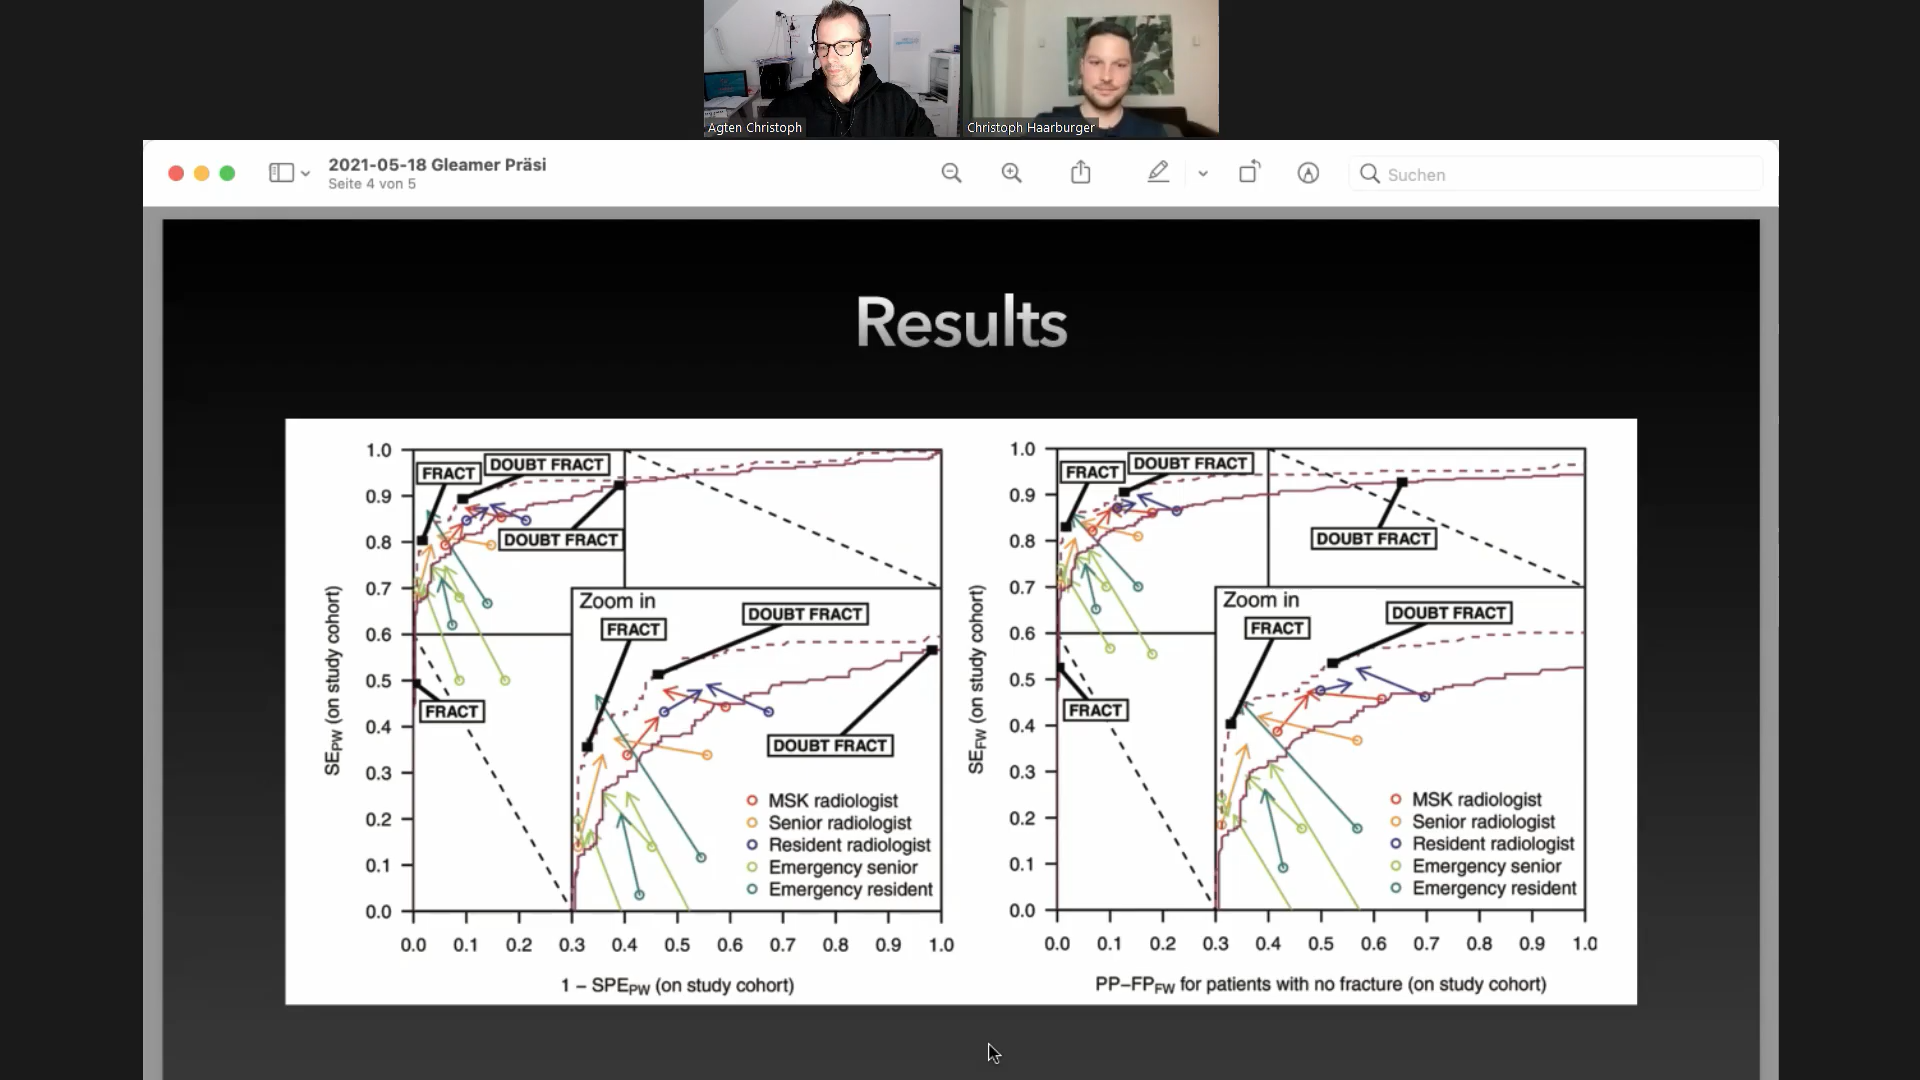 Agten Christoph
Christoph Haarburger
2021-05-18 Gleamer Präsi
Seite 4 von 5
Suchen
Results
1.0
0.9
0.8
0.7
0.6
0.5
0.4
0.3
0.2
0.1
0.0
SEPW (on study cohort)
FRACT
DOUBT FRACT
DOUBT FRACT
FRACT
Zoom in
FRACT
DOUBT FRACT
DOUBT FRACT
MSK radiologist
Senior radiologist
Resident radiologist
Emergency senior
Emergency resident
0.0 0.1 0.2 0.3 0.4 0.5 0.6 0.7 0.8 0.9 1.0
1 – SPEPW (on study cohort)
1.0
0.9
0.8
0.7
0.6
0.5
0.4
0.3
0.2
0.1
0.0
SEFW (on study cohort)
FRACT
DOUBT FRACT
DOUBT FRACT
FRACT
Zoom in
FRACT
DOUBT FRACT
MSK radiologist
Senior radiologist
Resident radiologist
Emergency senior
Emergency resident
0.0 0.1 0.2 0.3 0.4 0.5 0.6 0.7 0.8 0.9 1.0
PP–FPFW for patients with no fracture (on study cohort)